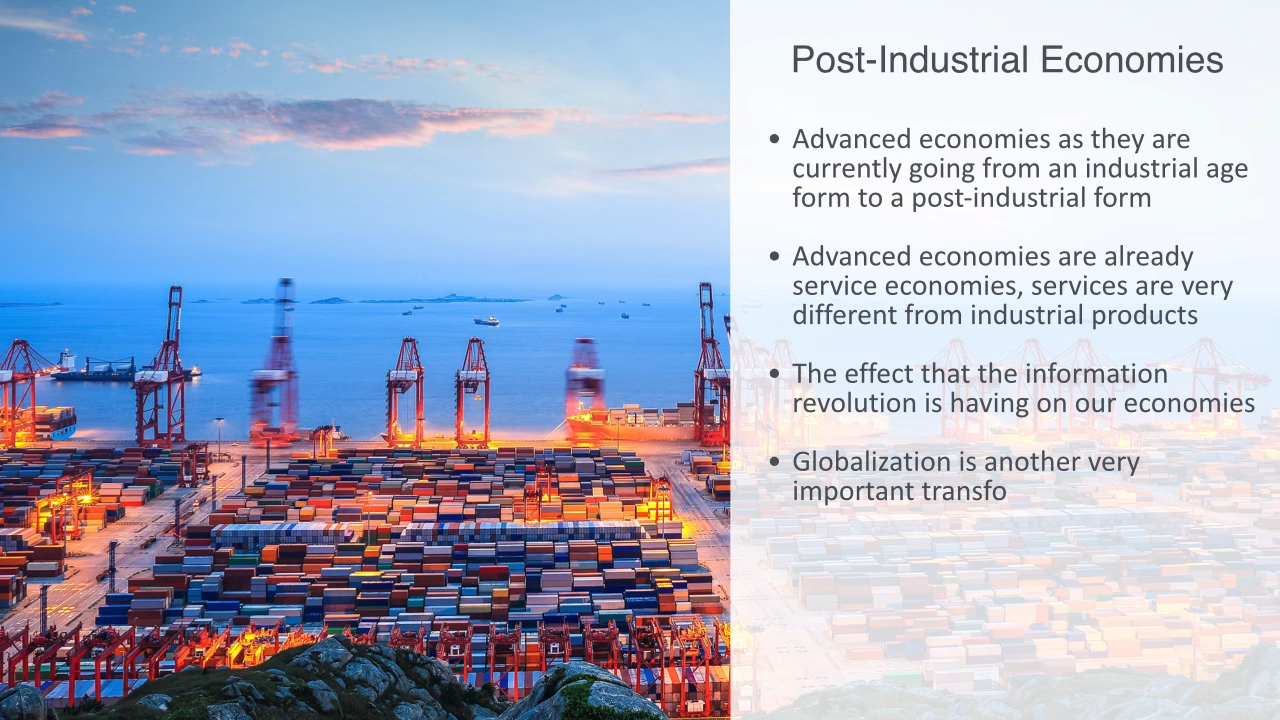 Post-Industrial Economies
• Advanced economies as they are
currently going from an industrial age
form to a post-industrial form
• Advanced economies are already
service economies, services are very
different from industrial products
• The effect that the information
revolution is having on our economies
• Globalization is another very
important transfo